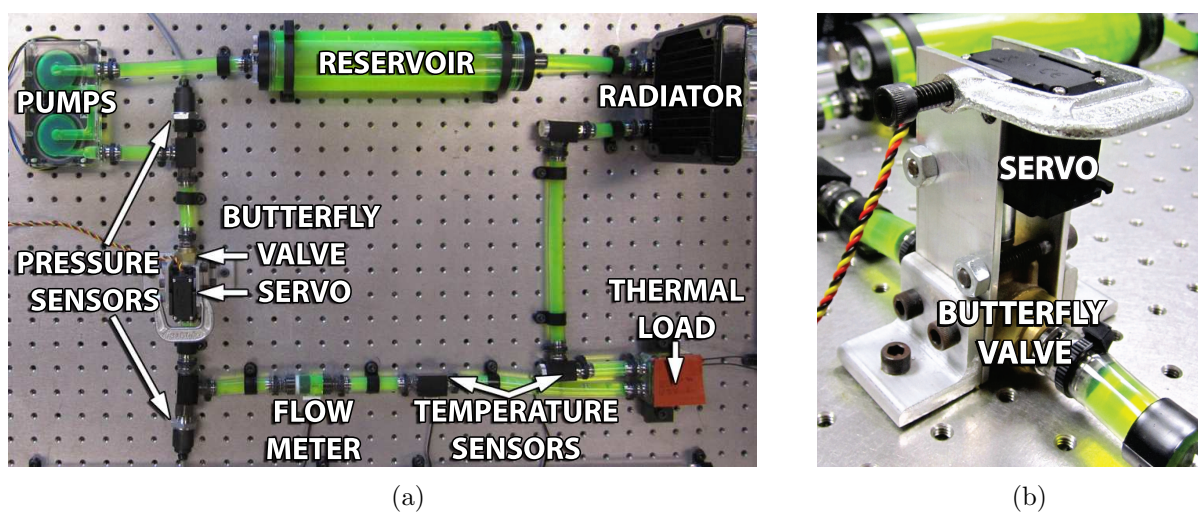 RESERVOIR
PUMPS
RADIATOR
BUTTERFLY
VALVE
PRESSURE
SENSORS
SERVO
THERMAL
LOAD
FLOW
METER
TEMPERATURE
SENSORS
(a)
SERVO
BUTTERFLY
VALVE
(b)